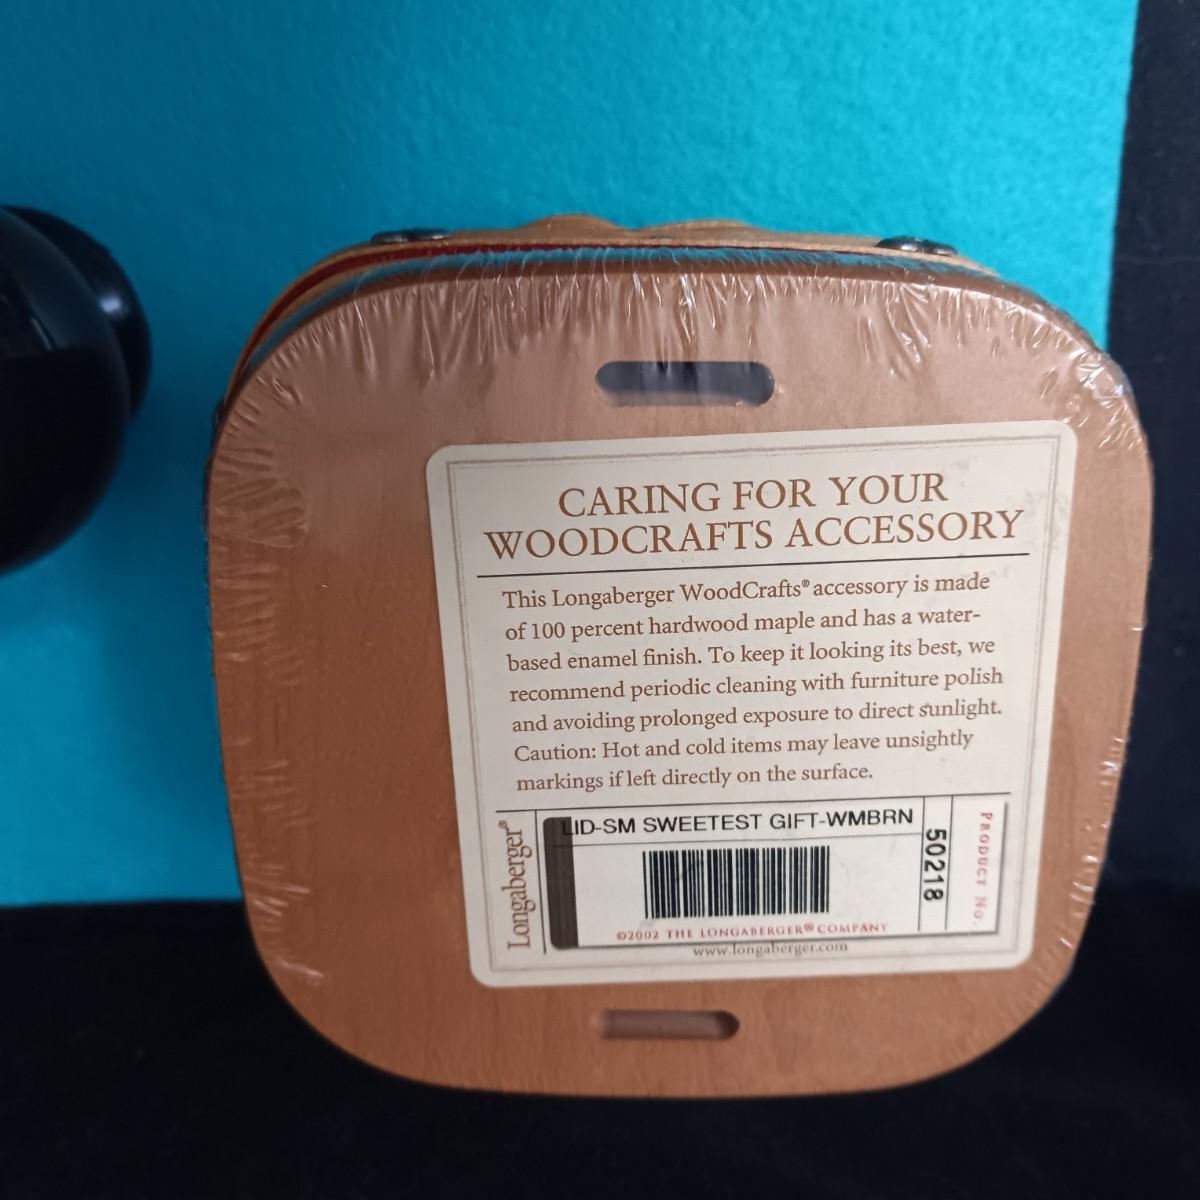 CARING FOR YOUR
WOODCRAFTS ACCESSORY
This Longaberger WoodCrafts® accessory is made
of 100 percent hardwood maple and has a water-
based enamel finish. To keep it looking its best, we
recommend periodic cleaning with furniture polish
and avoiding prolonged exposure to direct sunlight.
Caution: Hot and cold items may leave unsightly
markings if left directly on the surface.
Longaberger®
LID-SM SWEETEST GIFT-WMBRN
50218
PRODUCT No.
©2002 THE LONGABERGER® COMPANY
www.longaberger.com